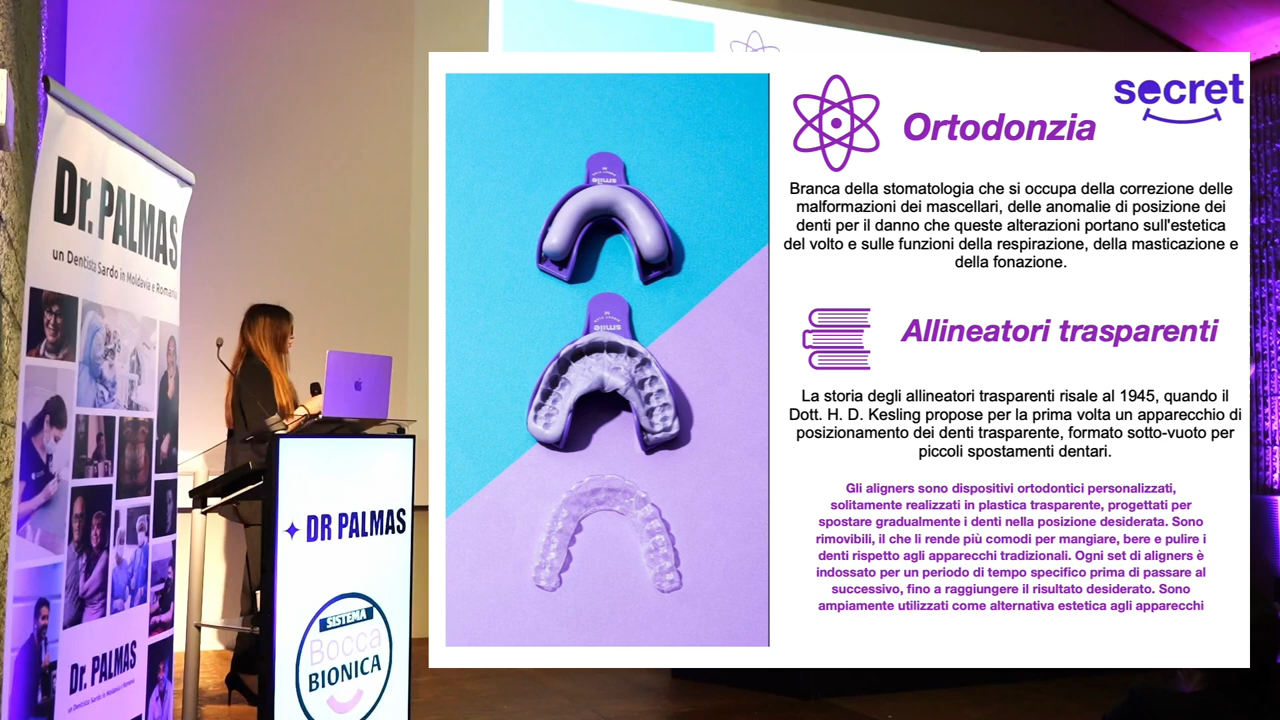 Dr. PALMAS
un Dentista Sardo in Moldavia e Romania
Dr. PALMAS
un Dentista Sardo in Moldavia e Romania
DR PALMAS
SISTEMA
Bocca
BIONICA
smile
smile
secret
Ortodonzia
Branca della stomatologia che si occupa della correzione delle
malformazioni dei mascellari, delle anomalie di posizione dei
denti per il danno che queste alterazioni portano sull'estetica
del volto e sulle funzioni della respirazione, della masticazione e
della fonazione.
Allineatori trasparenti
La storia degli allineatori trasparenti risale al 1945, quando il
Dott. H. D. Kesling propose per la prima volta un apparecchio di
posizionamento dei denti trasparente, formato sotto-vuoto per
piccoli spostamenti dentari.
Gli aligners sono dispositivi ortodontici personalizzati,
solitamente realizzati in plastica trasparente, progettati per
spostare gradualmente i denti nella posizione desiderata. Sono
rimovibili, il che li rende più comodi per mangiare, bere e pulire i
denti rispetto agli apparecchi tradizionali. Ogni set di aligners è
indossato per un periodo di tempo specifico prima di passare al
successivo, fino a raggiungere il risultato desiderato. Sono
ampiamente utilizzati come alternativa estetica agli apparecchi